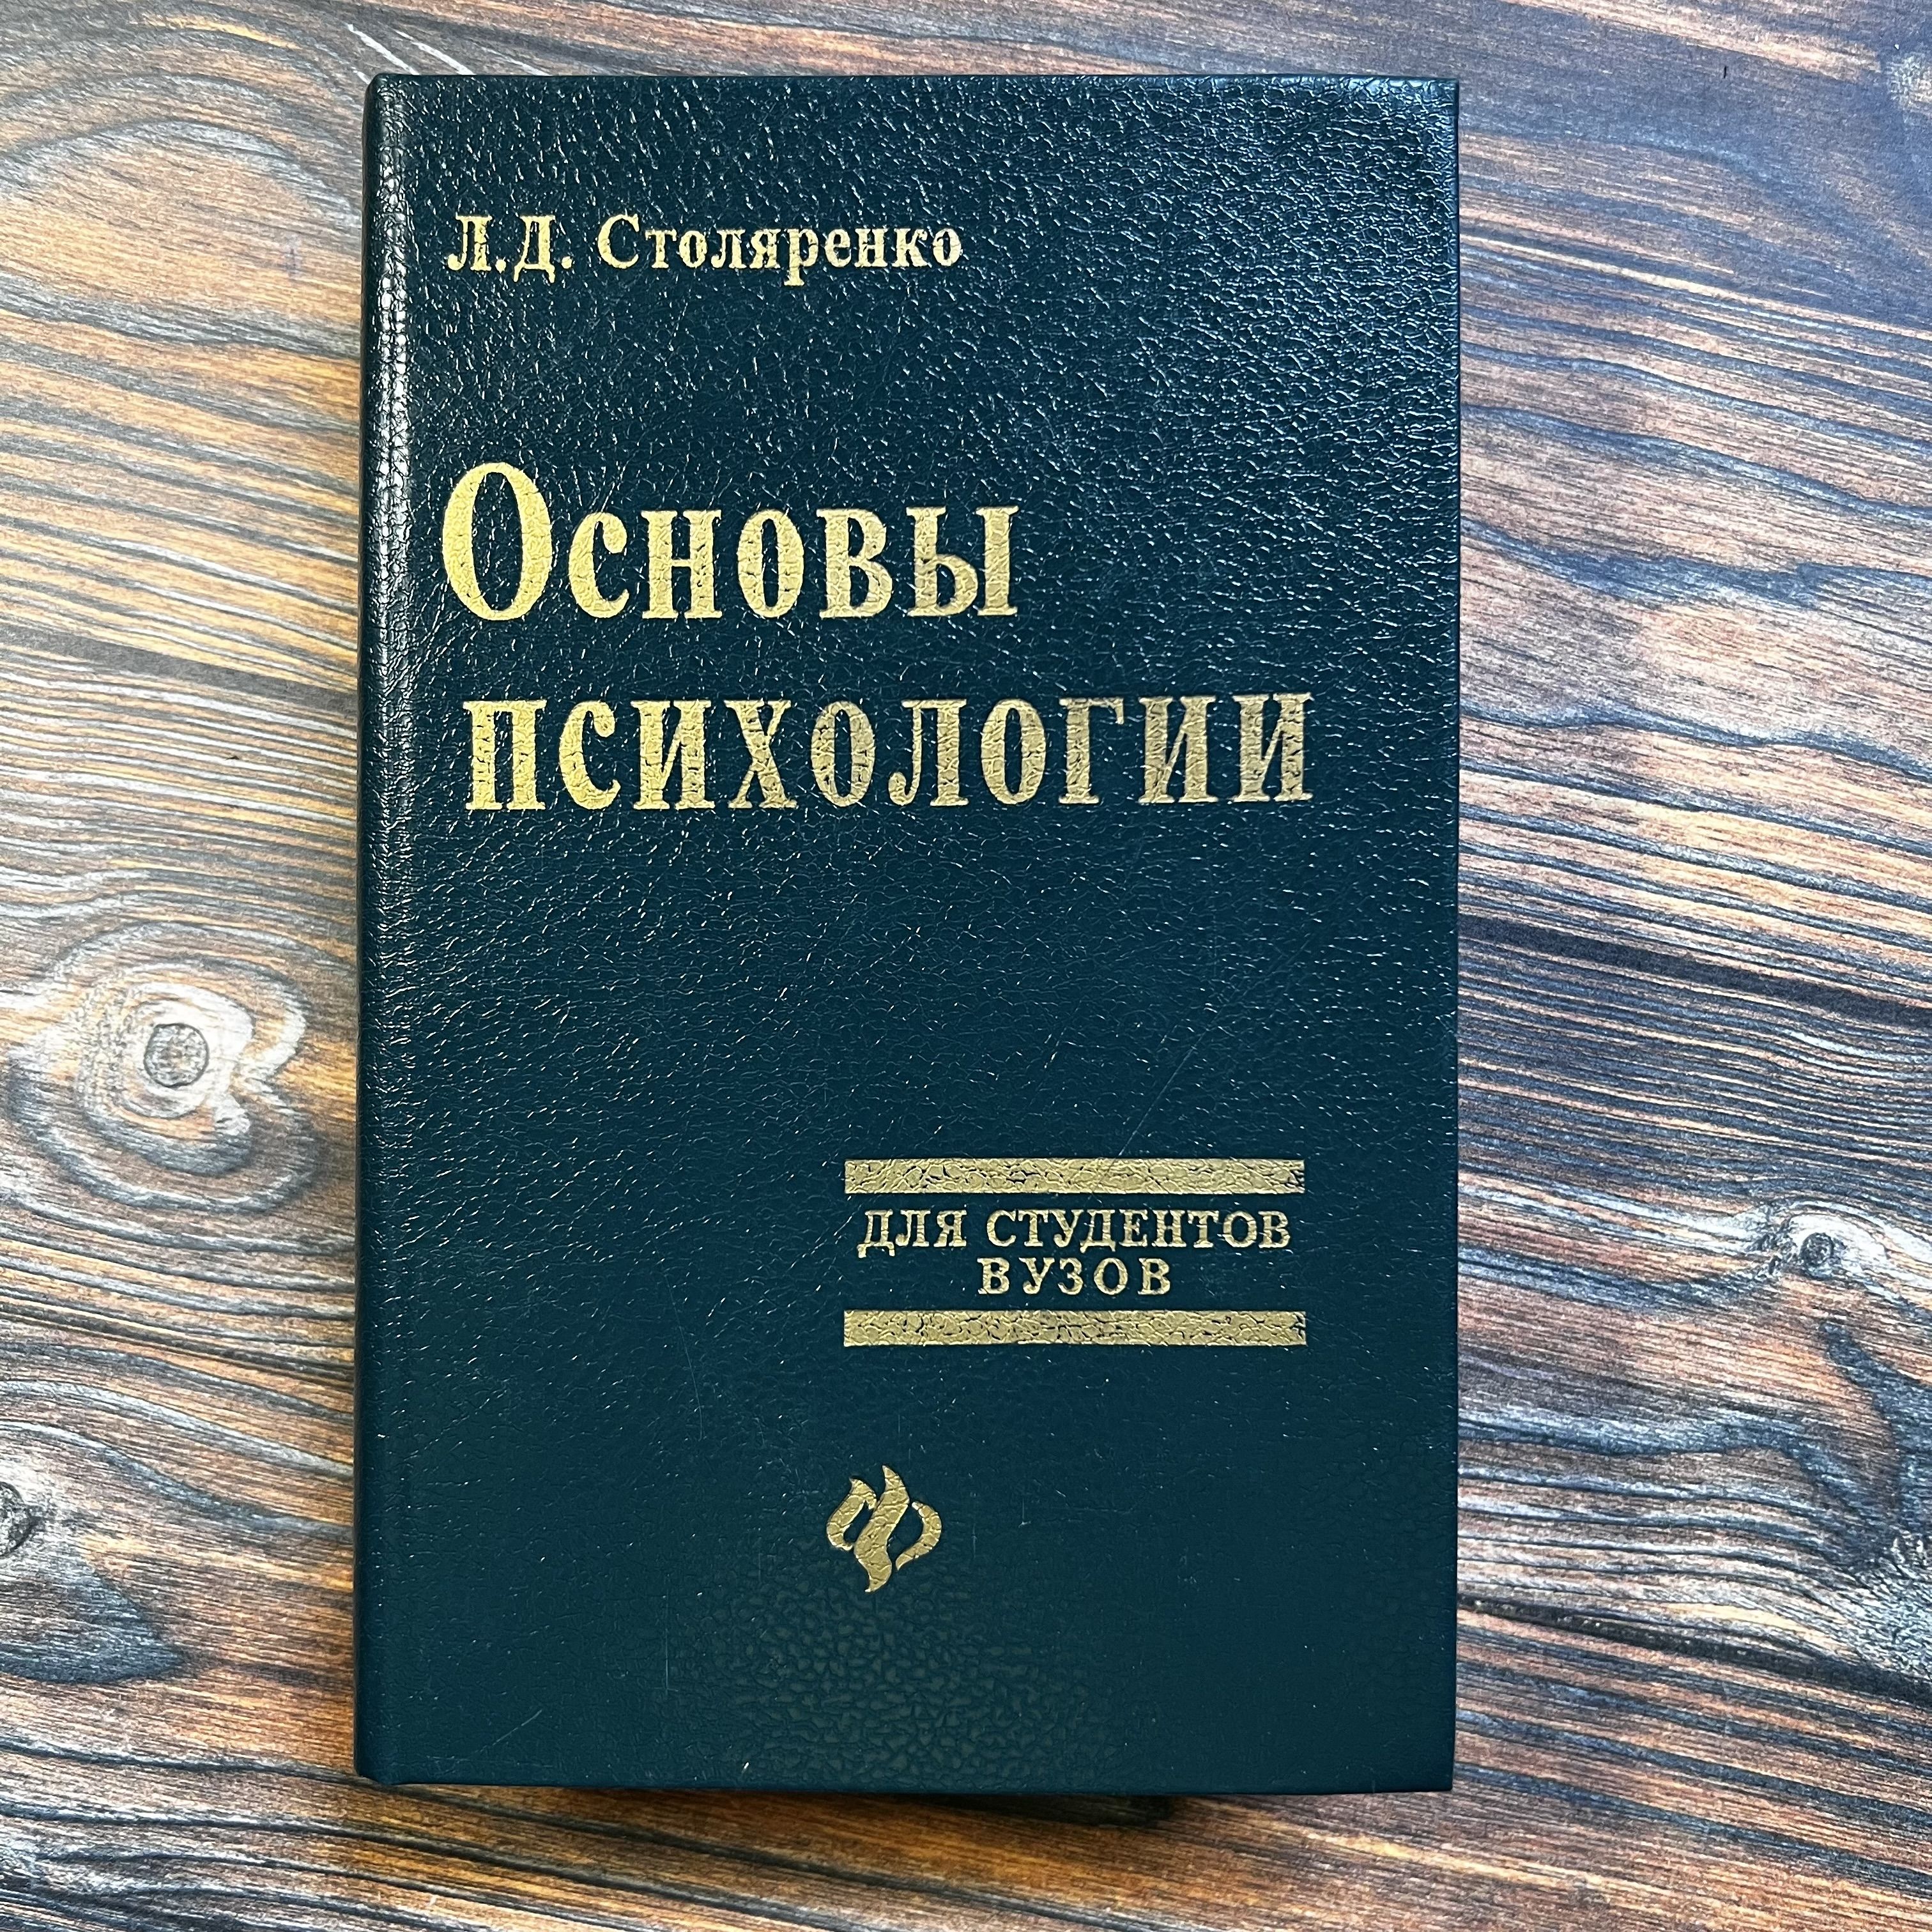 Л.Д. Столяренко
Основы
психологии
ДЛЯ СТУДЕНТОВ
ВУЗОВ